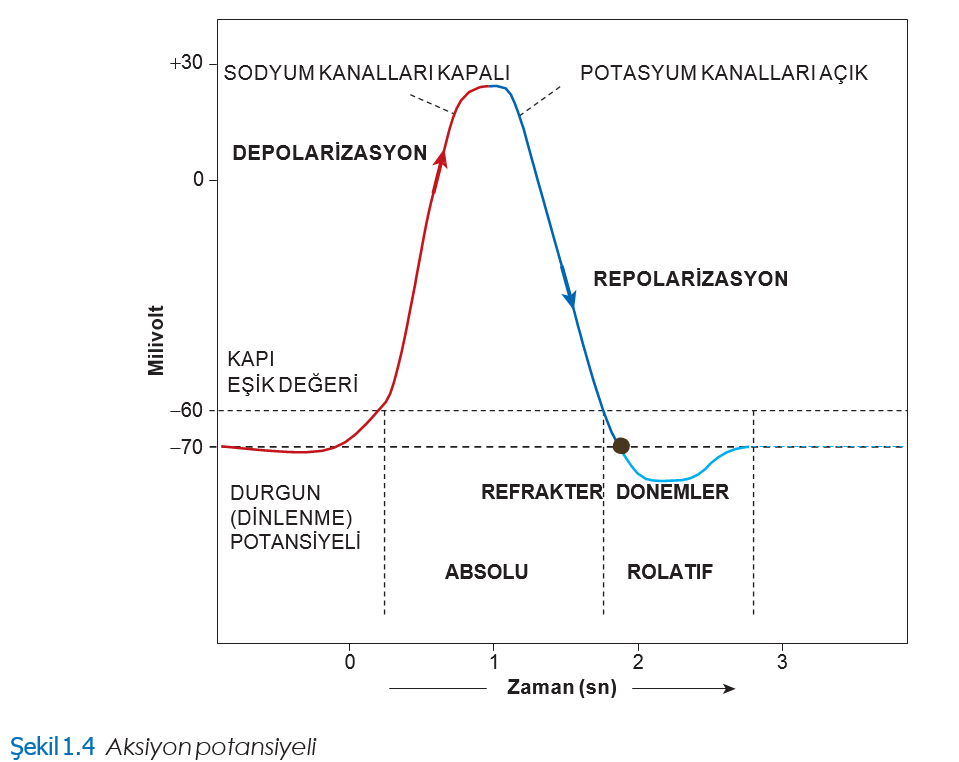 +30
SODYUM KANALLARI KAPALI
POTASYUM KANALLARI AÇIK
DEPOLARİZASYON
0
REPOLARİZASYON
Milivolt
KAPI
EŞİK DEĞERİ
–60
–70
DURGUN
(DİNLENME)
POTANSİYELİ
REFRAKTER DONEMLER
ABSOLU
ROLATIF
0 1 2 3
Zaman (sn)
Şekil 1.4 Aksiyon potansiyeli